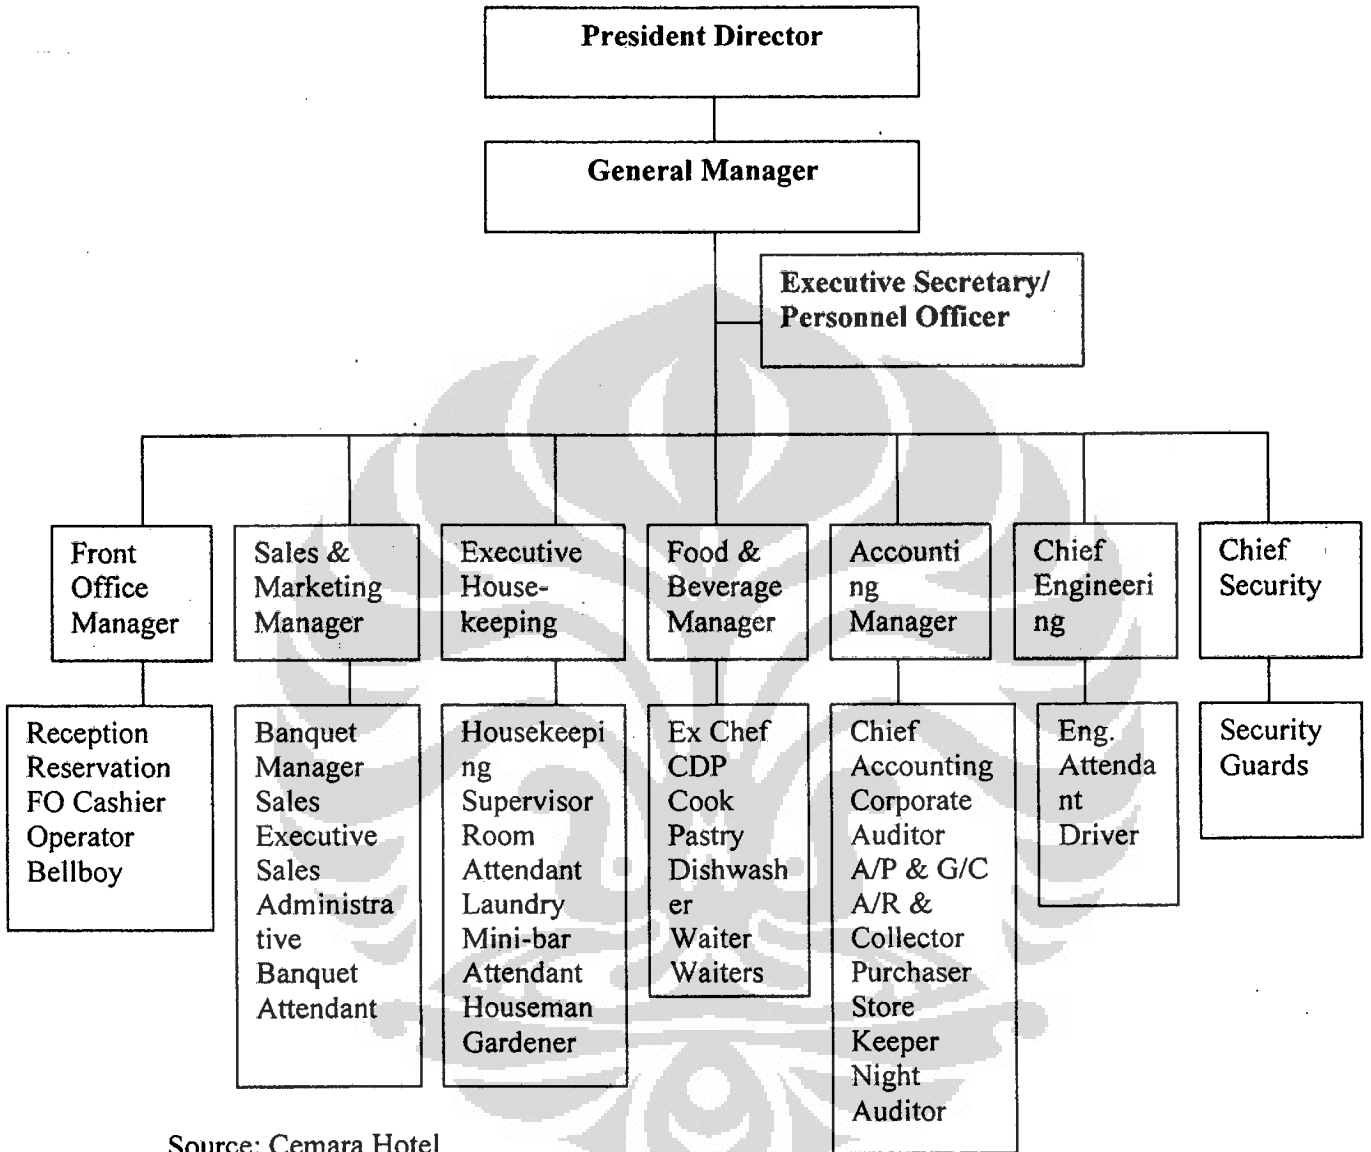 President Director
General Manager
Executive Secretary/
Personnel Officer
Front
Office
Manager
Sales &
Marketing
Manager
Executive
House-
keeping
Food &
Beverage
Manager
Accounti
ng
Manager
Chief
Engineeri
ng
Chief
Security
Reception
Reservation
FO Cashier
Operator
Bellboy
Banquet
Manager
Sales
Executive
Sales
Administra
tive
Banquet
Attendant
Housekeepi
ng
Supervisor
Room
Attendant
Laundry
Mini-bar
Attendant
Houseman
Gardener
Ex Chef
CDP
Cook
Pastry
Dishwash
er
Waiter
Waiters
Chief
Accounting
Corporate
Auditor
A/P & G/C
A/R &
Collector
Purchaser
Store
Keeper
Night
Auditor
Eng.
Attenda
nt
Driver
Security
Guards
Source: Cemara Hotel